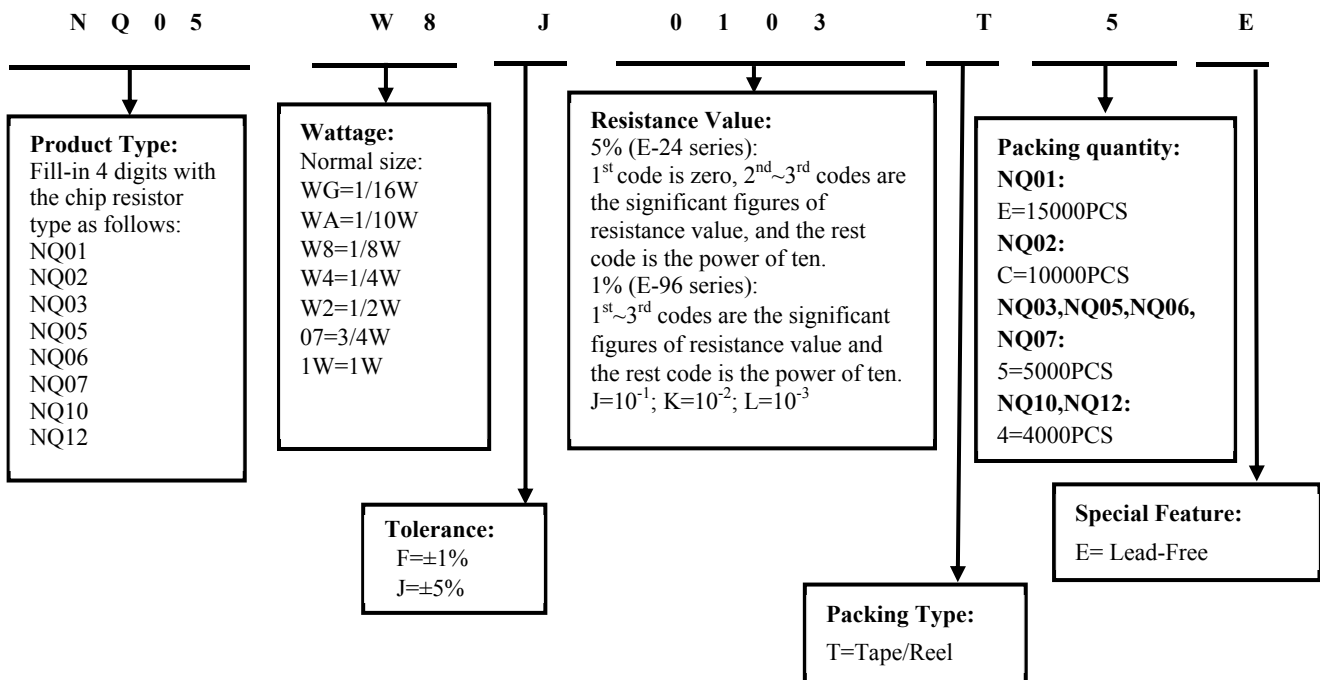 N Q 0 5 W 8 J 0 1 0 3 T 5 E
Product Type:
Fill-in 4 digits with
the chip resistor
type as follows:
NQ01
NQ02
NQ03
NQ05
NQ06
NQ07
NQ10
NQ12
Wattage:
Normal size:
WG=1/16W
WA=1/10W
W8=1/8W
W4=1/4W
W2=1/2W
07=3/4W
1W=1W
Resistance Value:
5% (E-24 series):
1st code is zero, 2nd~3rd codes are
the significant figures of
resistance value, and the rest
code is the power of ten.
1% (E-96 series):
1st~3rd codes are the significant
figures of resistance value and
the rest code is the power of ten.
J=10-1; K=10-2; L=10-3
Packing quantity:
NQ01:
E=15000PCS
NQ02:
C=10000PCS
NQ03,NQ05,NQ06,
NQ07:
5=5000PCS
NQ10,NQ12:
4=4000PCS
Tolerance:
F=±1%
J=±5%
Special Feature:
E= Lead-Free
Packing Type:
T=Tape/Reel